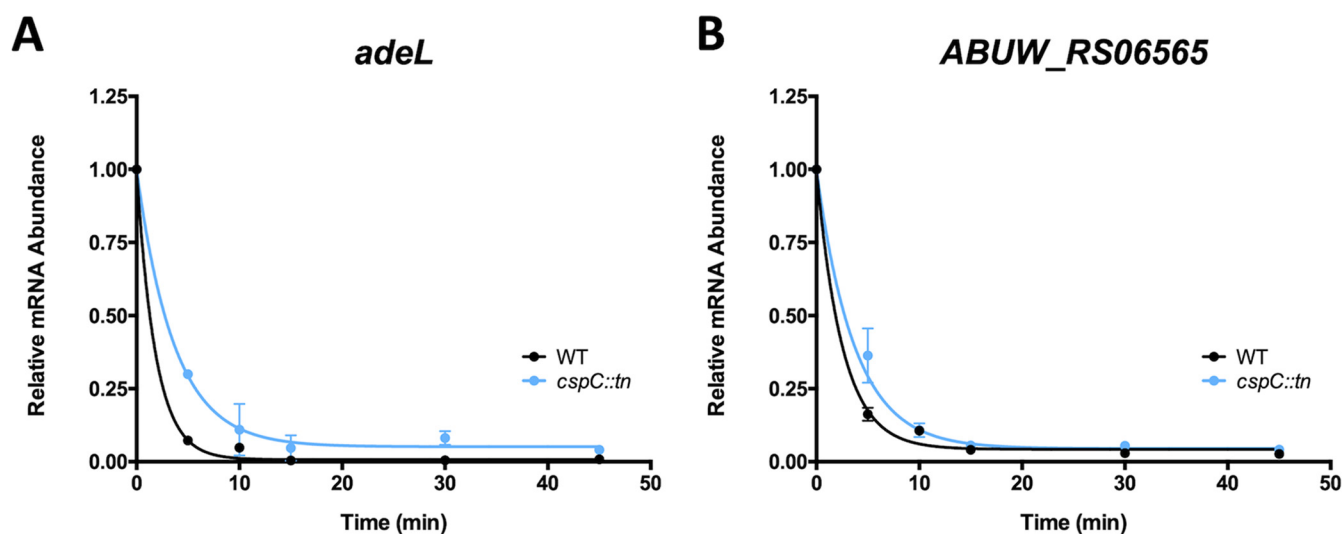 A
adeL
Relative mRNA Abundance
1.25
1.00
0.75
0.50
0.25
0.00
0 10 20 30 40 50
Time (min)
WT
cspC::tn
B
ABUW_RS06565
Relative mRNA Abundance
1.25
1.00
0.75
0.50
0.25
0.00
0 10 20 30 40 50
Time (min)
WT
cspC::tn